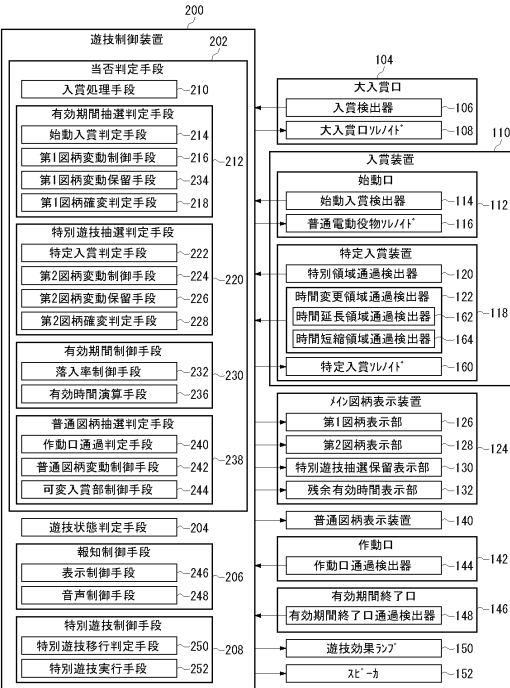 200
遊技制御装置
202
当否判定手段
入賞処理手段 210
有効期間抽選判定手段
始動入賞判定手段 214
第1図柄変動制御手段 216
212
第1図柄変動保留手段 234
第1図柄確変判定手段 218
特別遊技抽選判定手段
特定入賞判定手段 222
第2図柄変動制御手段 224
220
第2図柄変動保留手段 226
第2図柄確変判定手段 228
有効期間制御手段
落入率制御手段 232
230
有効時間演算手段 236
普通図柄抽選判定手段
作動口通過判定手段 240
238
普通図柄変動制御手段 242
可変入賞部制御手段 244
遊技状態判定手段 204
報知制御手段
表示制御手段 246
206
音声制御手段 248
特別遊技制御手段
特別遊技移行判定手段 250
208
特別遊技実行手段 252
104
大入賞口
入賞検出器 106
大入賞口ソレノイド 108
110
入賞装置
始動口
始動入賞検出器 114
112
普通電動役物ソレノイド 116
特定入賞装置
特別領域通過検出器 120
時間変更領域通過検出器 122
時間延長領域通過検出器 162
118
時間短縮領域通過検出器 164
特定入賞ソレノイド 160
メイン図柄表示装置
第1図柄表示部 126
第2図柄表示部 128
124
特別遊技抽選保留表示部 130
残余有効時間表示部 132
普通図柄表示装置 140
作動口
142
作動口通過検出器 144
有効期間終了口
146
有効期間終了口通過検出器 148
遊技効果ランプ 150
スピーカ 152